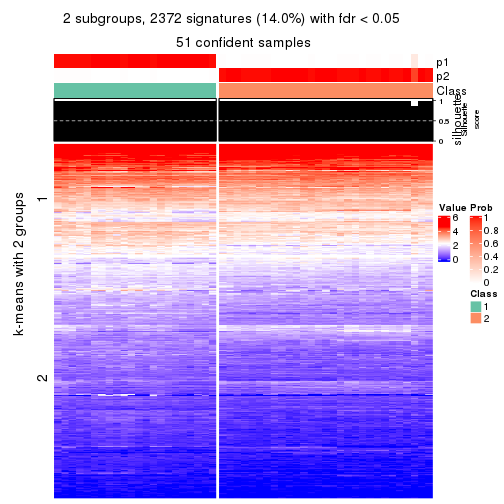 2 subgroups, 2372 signatures (14.0%) with fdr < 0.05
51 confident samples
p1
p2
Class
1
0.5
0
silhouette
Silhouette
score
k-means with 2 groups
1
2
Value
6
4
2
0
Prob
1
0.8
0.6
0.4
0.2
0
Class
1
2